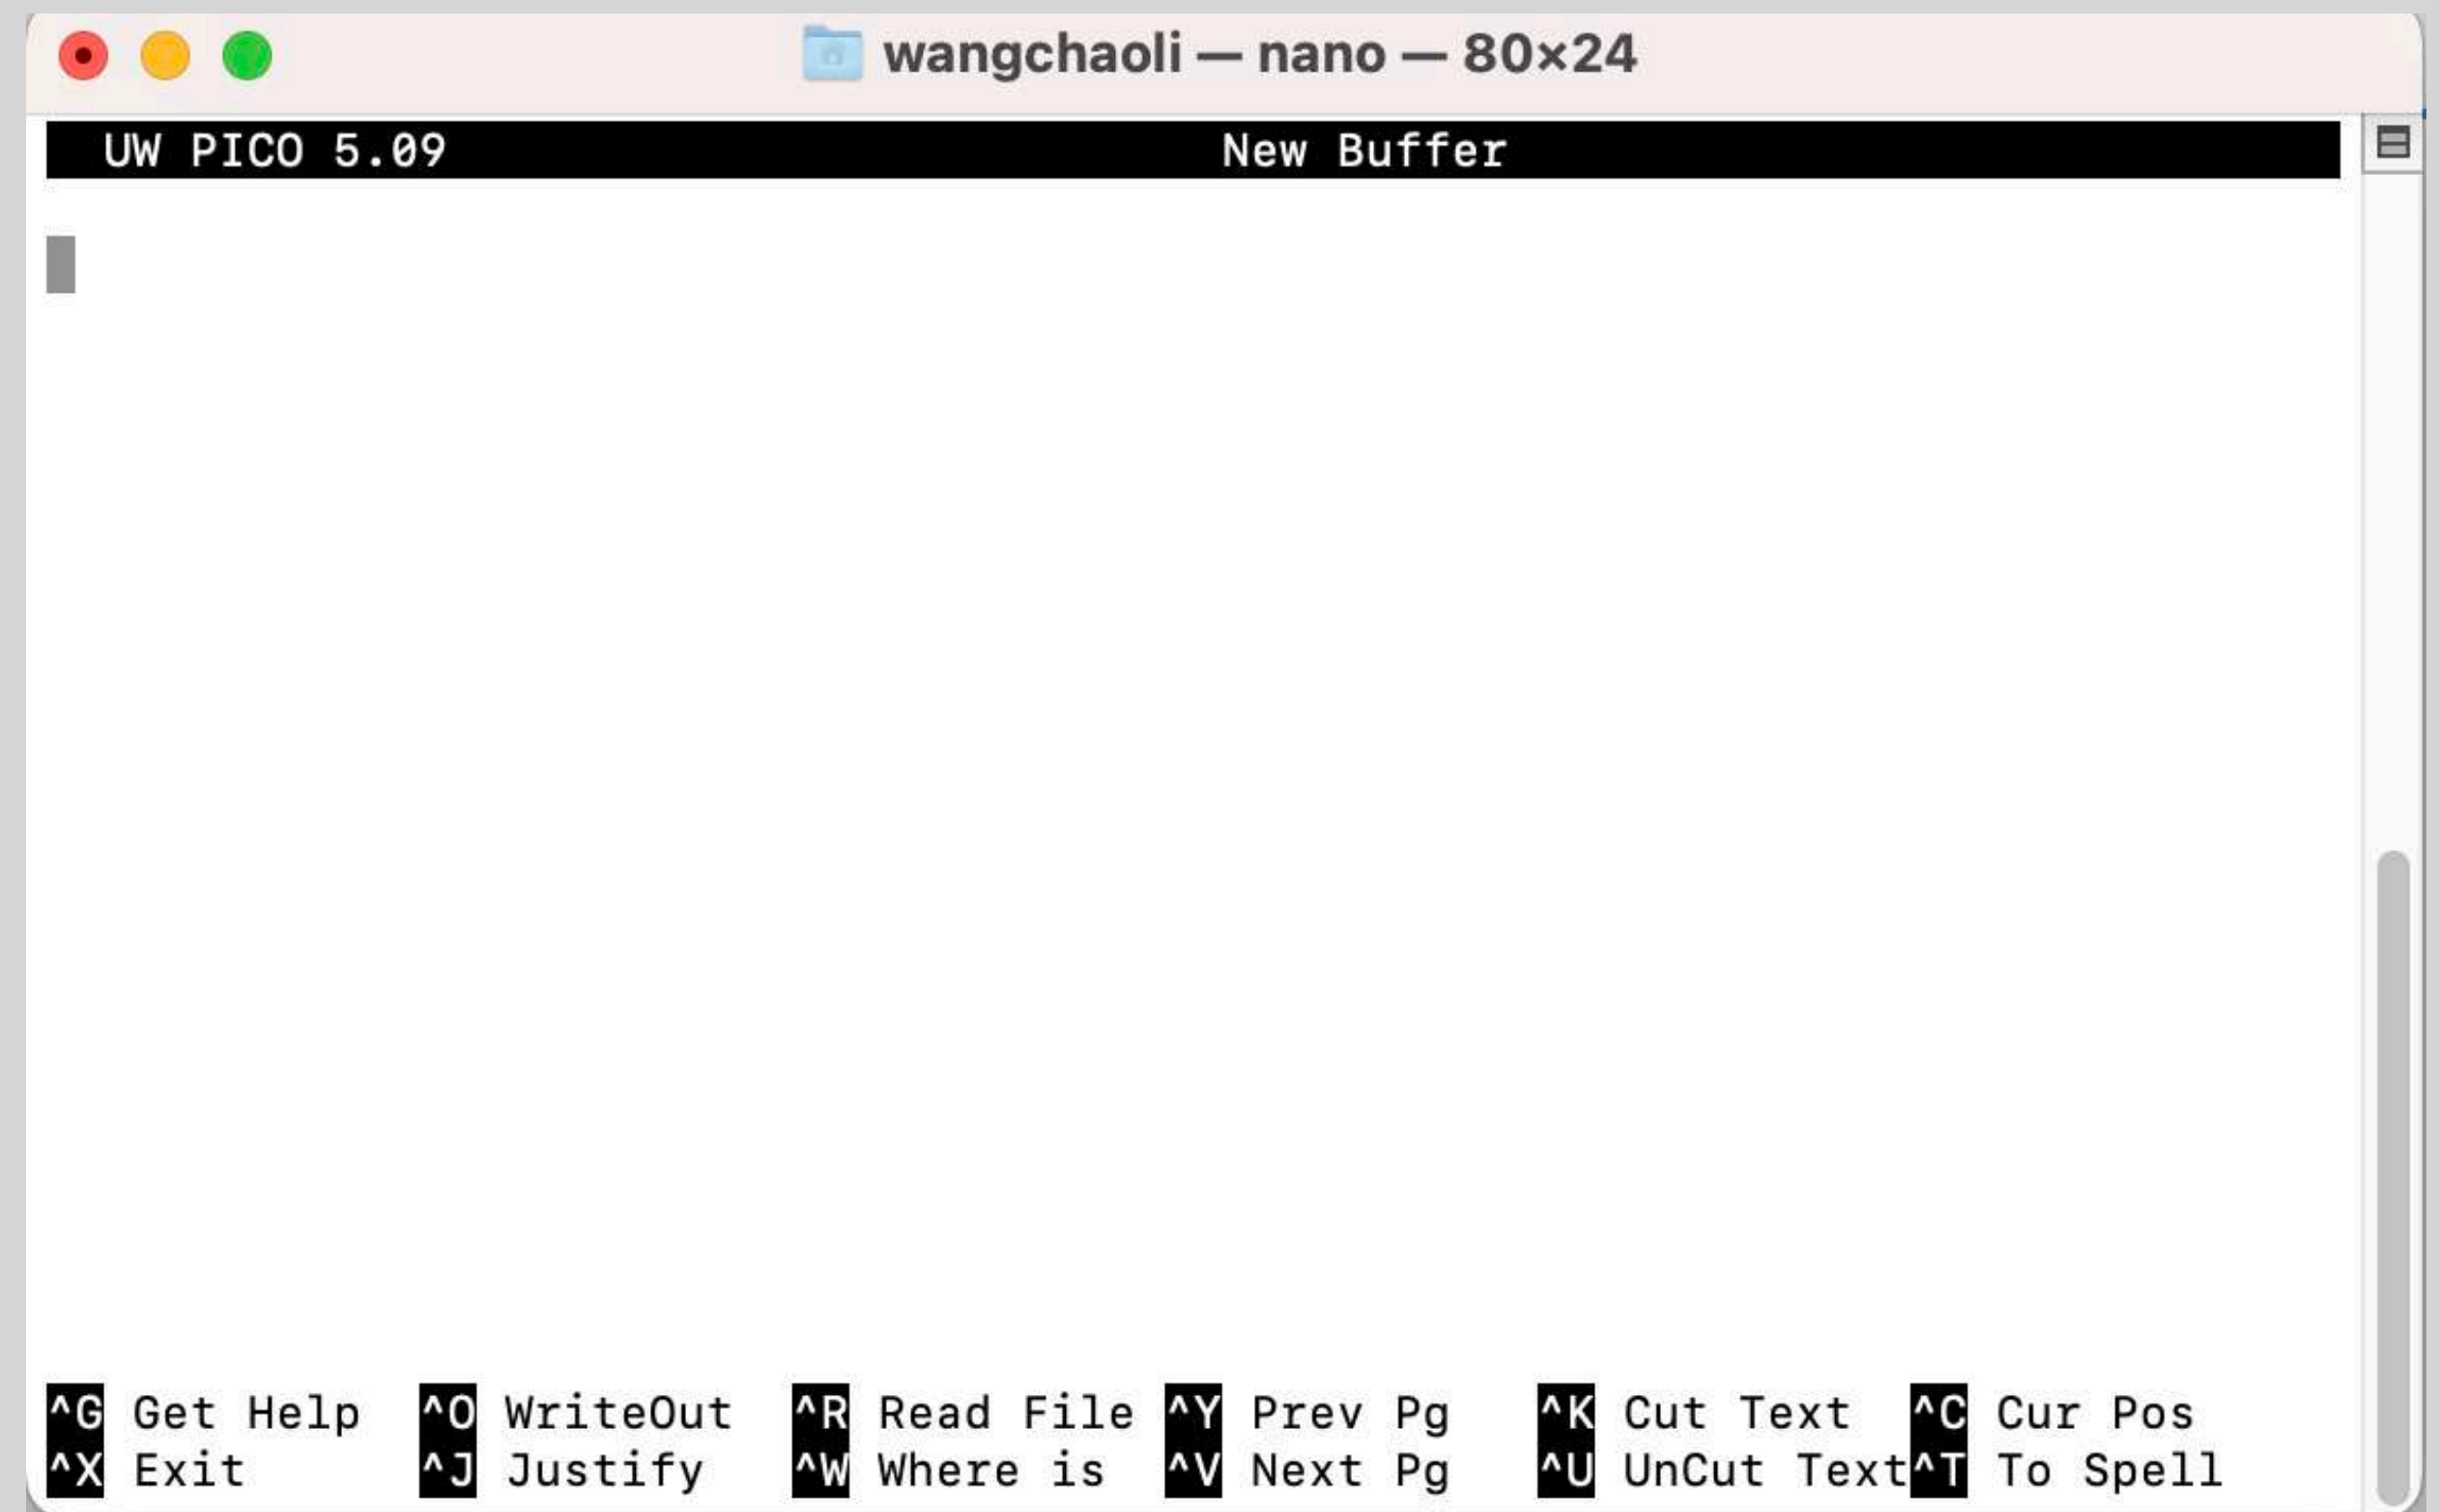 wangchaoli — nano — 80×24
UW PICO 5.09 New Buffer
^G Get Help ^O WriteOut ^R Read File ^Y Prev Pg ^K Cut Text ^C Cur Pos
^X Exit ^J Justify ^W Where is ^V Next Pg ^U UnCut Text^T To Spell